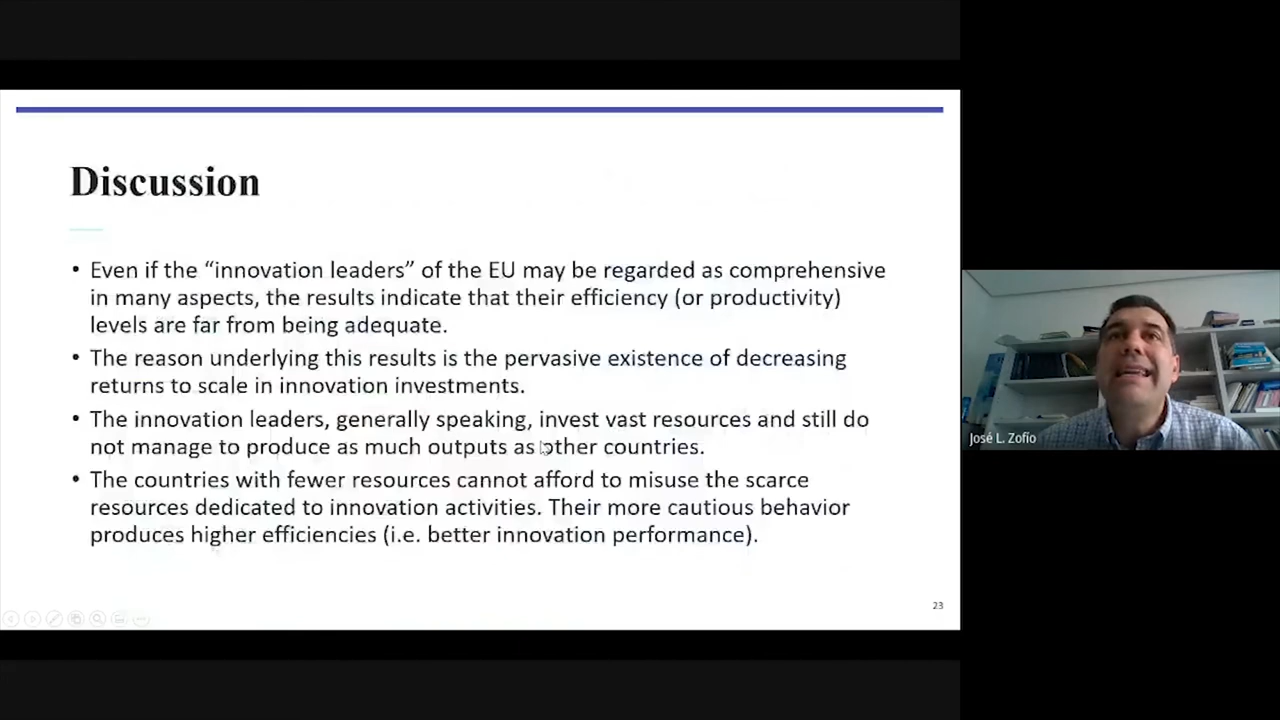 Discussion
• Even if the “innovation leaders” of the EU may be regarded as comprehensive
in many aspects, the results indicate that their efficiency (or productivity)
levels are far from being adequate.
• The reason underlying this results is the pervasive existence of decreasing
returns to scale in innovation investments.
• The innovation leaders, generally speaking, invest vast resources and still do
not manage to produce as much outputs as other countries.
• The countries with fewer resources cannot afford to misuse the scarce
resources dedicated to innovation activities. Their more cautious behavior
produces higher efficiencies (i.e. better innovation performance).
23
José L. Zofío